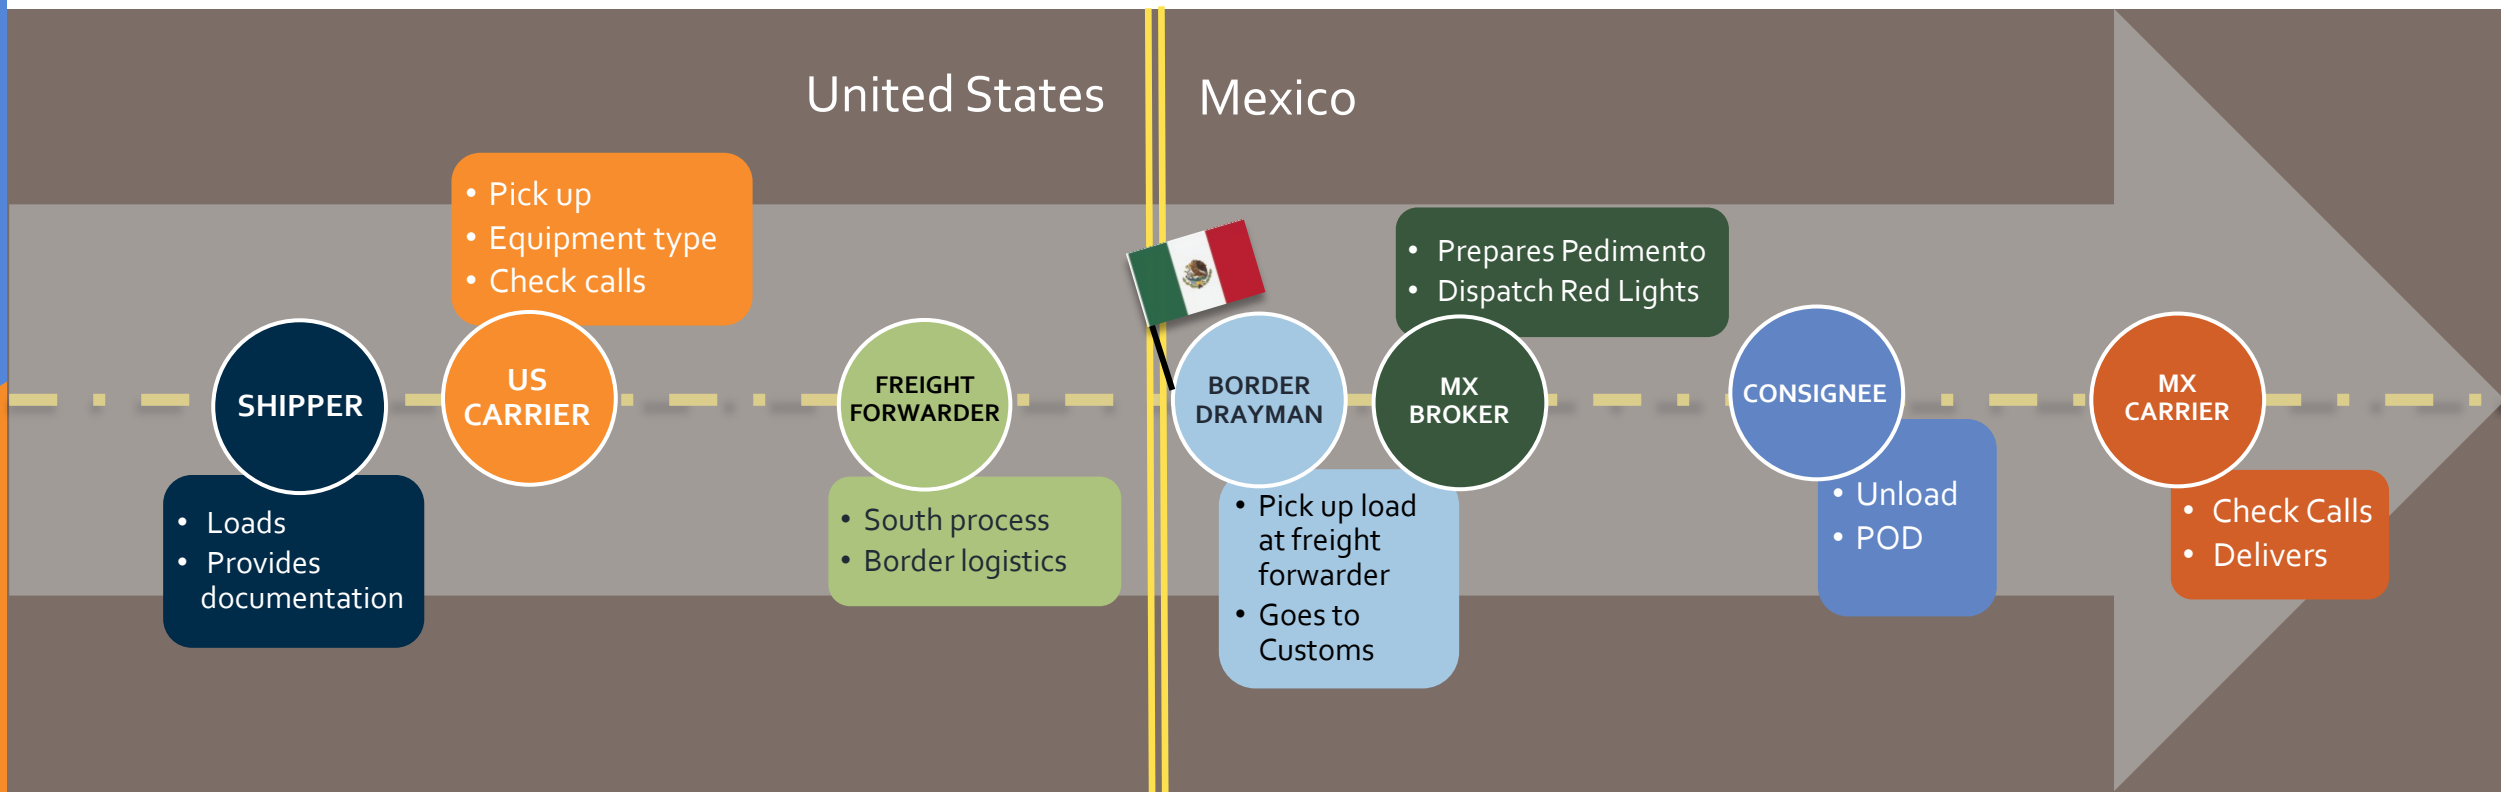 United States
Mexico
• Pick up
• Equipment type
• Check calls
SHIPPER
• Loads
• Provides
documentation
US
CARRIER
FREIGHT
FORWARDER
• South process
• Border logistics
BORDER
DRAYMAN
• Pick up load
at freight
forwarder
• Goes to
Customs
• Prepares Pedimento
• Dispatch Red Lights
MX
BROKER
CONSIGNEE
• Unload
• POD
MX
CARRIER
• Check Calls
• Delivers